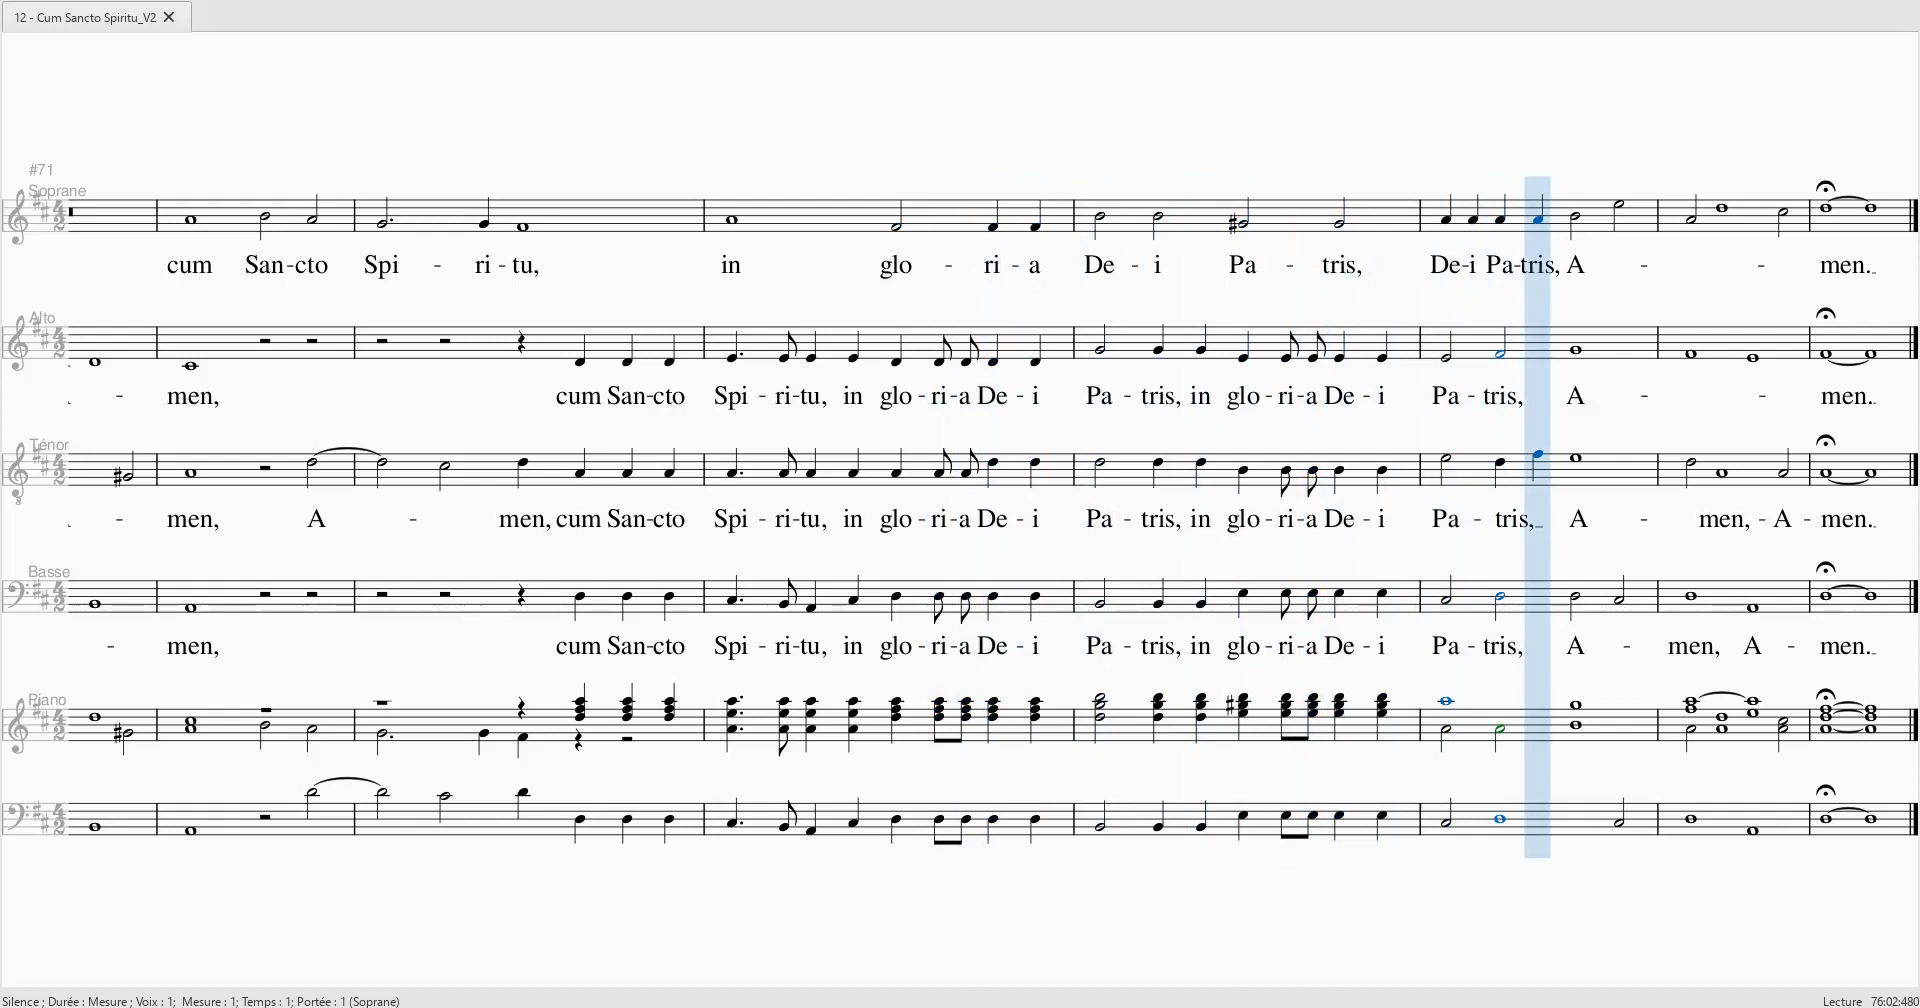 12 - Cum Sancto Spiritu_V2
#71
Soprane
cum San-cto Spi - ri - tu, in glo - ri - a De - i Pa - tris, De-i Pa-tris, A - - men._
Alto
- men, cum San-cto Spi - ri-tu, in glo-ri-a De - i Pa - tris, in glo-ri-a De - i Pa - tris, A - - men._
Ténor
- men, A - men, cum San-cto Spi - ri-tu, in glo-ri-a De - i Pa - tris, in glo-ri-a De - i Pa - tris,_ A - men, - A - men._
Basse
- men, cum San-cto Spi - ri-tu, in glo-ri-a De - i Pa - tris, in glo-ri-a De - i Pa - tris, A - men, A - men._
Piano
Silence ; Durée : Mesure ; Voix : 1; Mesure : 1; Temps : 1; Portée : 1 (Soprane)
Lecture 76:02:480